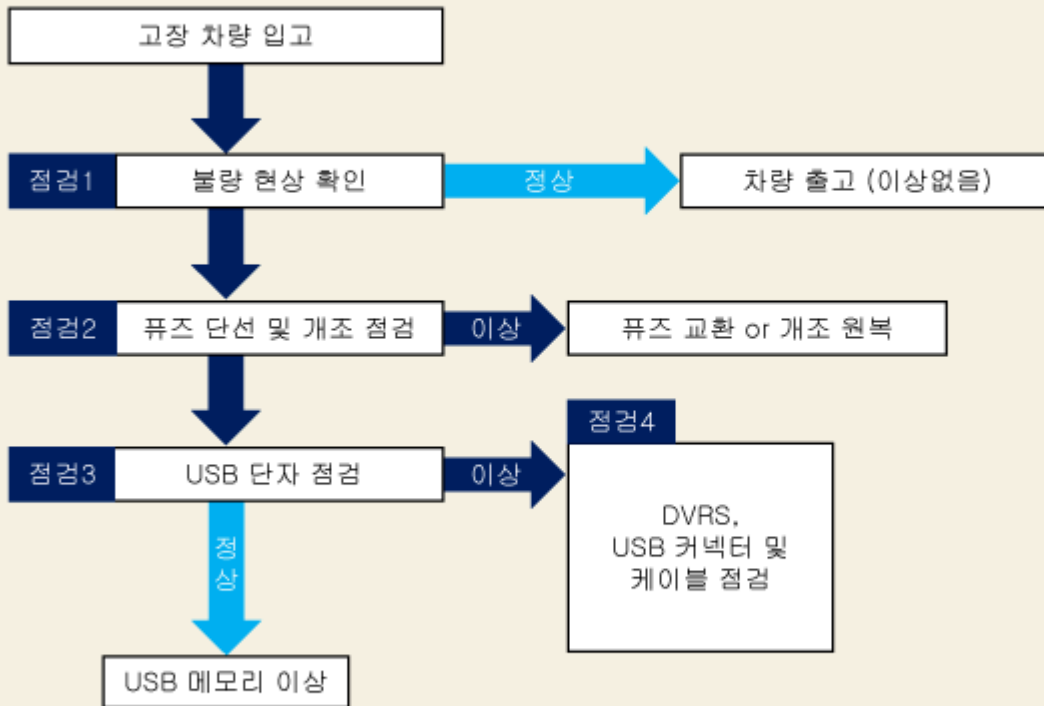 고장 차량 입고
점검1
불량 현상 확인
정상
차량 출고 (이상없음)
점검2
퓨즈 단선 및 개조 점검
이상
퓨즈 교환 or 개조 원복
점검3
USB 단자 점검
이상
점검4
DVRS,
USB 커넥터 및
케이블 점검
정
상
USB 메모리 이상